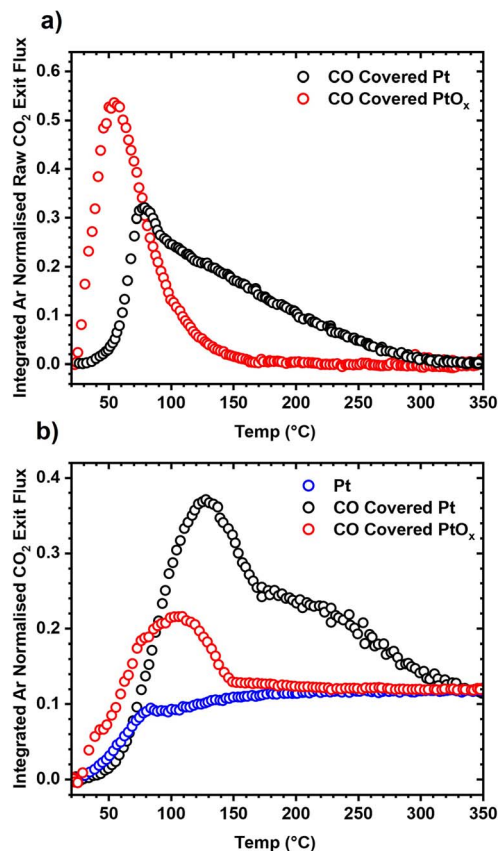 a)
Integrated Ar Normalised Raw CO₂ Exit Flux
0.6
0.5
0.4
0.3
0.2
0.1
0.0
CO Covered Pt
CO Covered PtOₓ
50 100 150 200 250 300 350
Temp (°C)
b)
Integrated Ar Normalised CO₂ Exit Flux
0.4
0.3
0.2
0.1
0.0
Pt
CO Covered Pt
CO Covered PtOₓ
50 100 150 200 250 300 350
Temp (°C)